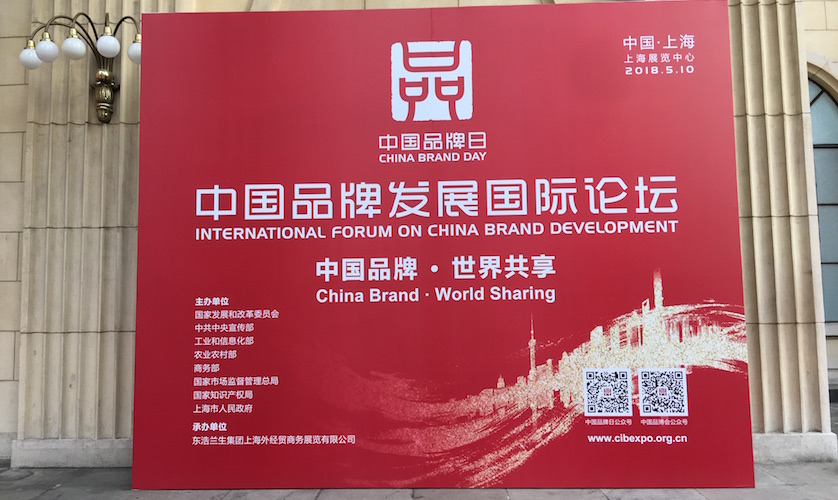 中国·上海
上海展览中心
2018.5.10
品
中国品牌日
CHINA BRAND DAY
中国品牌发展国际论坛
INTERNATIONAL FORUM ON CHINA BRAND DEVELOPMENT
中国品牌·世界共享
China Brand · World Sharing
主办单位
国家发展和改革委员会
中共中央宣传部
工业和信息化部
农业农村部
商务部
国家市场监督管理总局
国家知识产权局
上海市人民政府
承办单位
东浩兰生集团上海外经贸商务展览有限公司
中国品牌日公众号
中国品博会公众号
www.cibexpo.org.cn